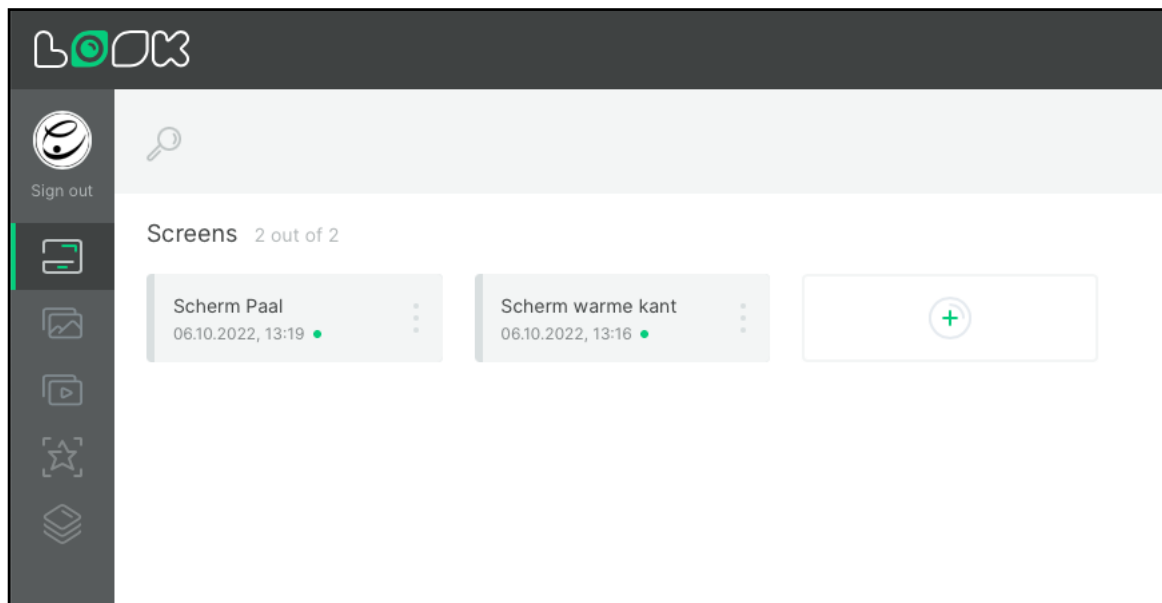 LOOK
Sign out
Screens 2 out of 2
Scherm Paal
06.10.2022, 13:19
Scherm warme kant
06.10.2022, 13:16